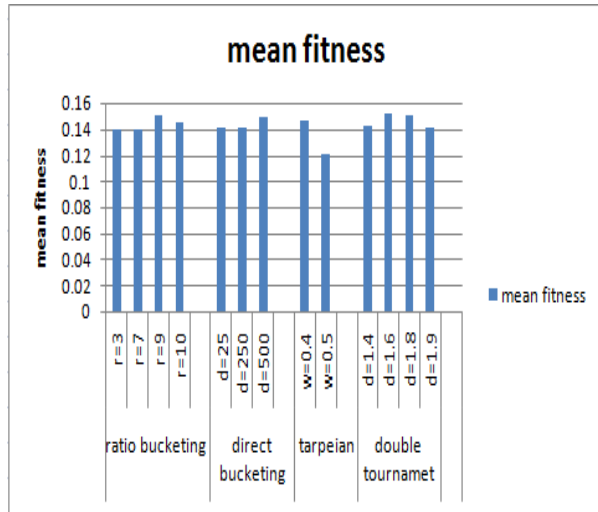 mean fitness
0.16
0.14
0.12
0.1
0.08
0.06
0.04
0.02
0
mean fitness
mean fitness
r=3
r=7
r=9
r=10
d=25
d=250
d=500
w=0.4
w=0.5
d=1.4
d=1.6
d=1.8
d=1.9
ratio bucketing
direct
bucketing
tarpeian
double
tournamet